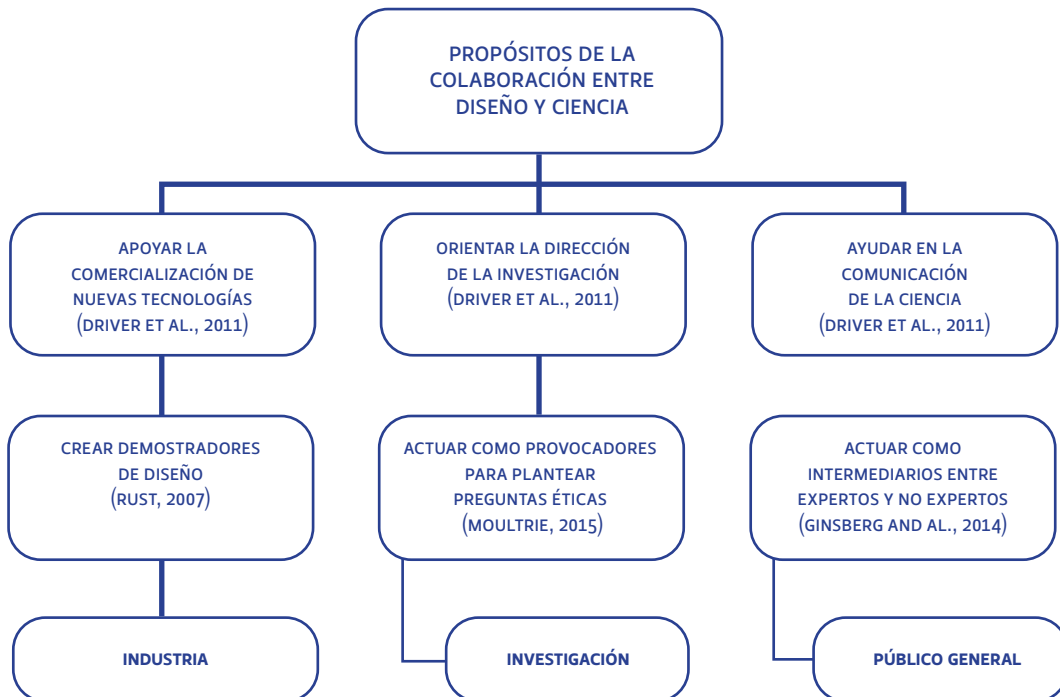 PROPÓSITOS DE LA
COLABORACIÓN ENTRE
DISEÑO Y CIENCIA
APOYAR LA
COMERCIALIZACIÓN DE
NUEVAS TECNOLOGÍAS
(DRIVER ET AL., 2011)
ORIENTAR LA DIRECCIÓN
DE LA INVESTIGACIÓN
(DRIVER ET AL., 2011)
AYUDAR EN LA
COMUNICACIÓN
DE LA CIENCIA
(DRIVER ET AL., 2011)
CREAR DEMOSTRADORES
DE DISEÑO
(RUST, 2007)
ACTUAR COMO PROVOCADORES
PARA PLANTEAR
PREGUNTAS ÉTICAS
(MOULTRIE, 2015)
ACTUAR COMO
INTERMEDIARIOS ENTRE
EXPERTOS Y NO EXPERTOS
(GINSBERG AND AL., 2014)
INDUSTRIA
INVESTIGACIÓN
PÚBLICO GENERAL